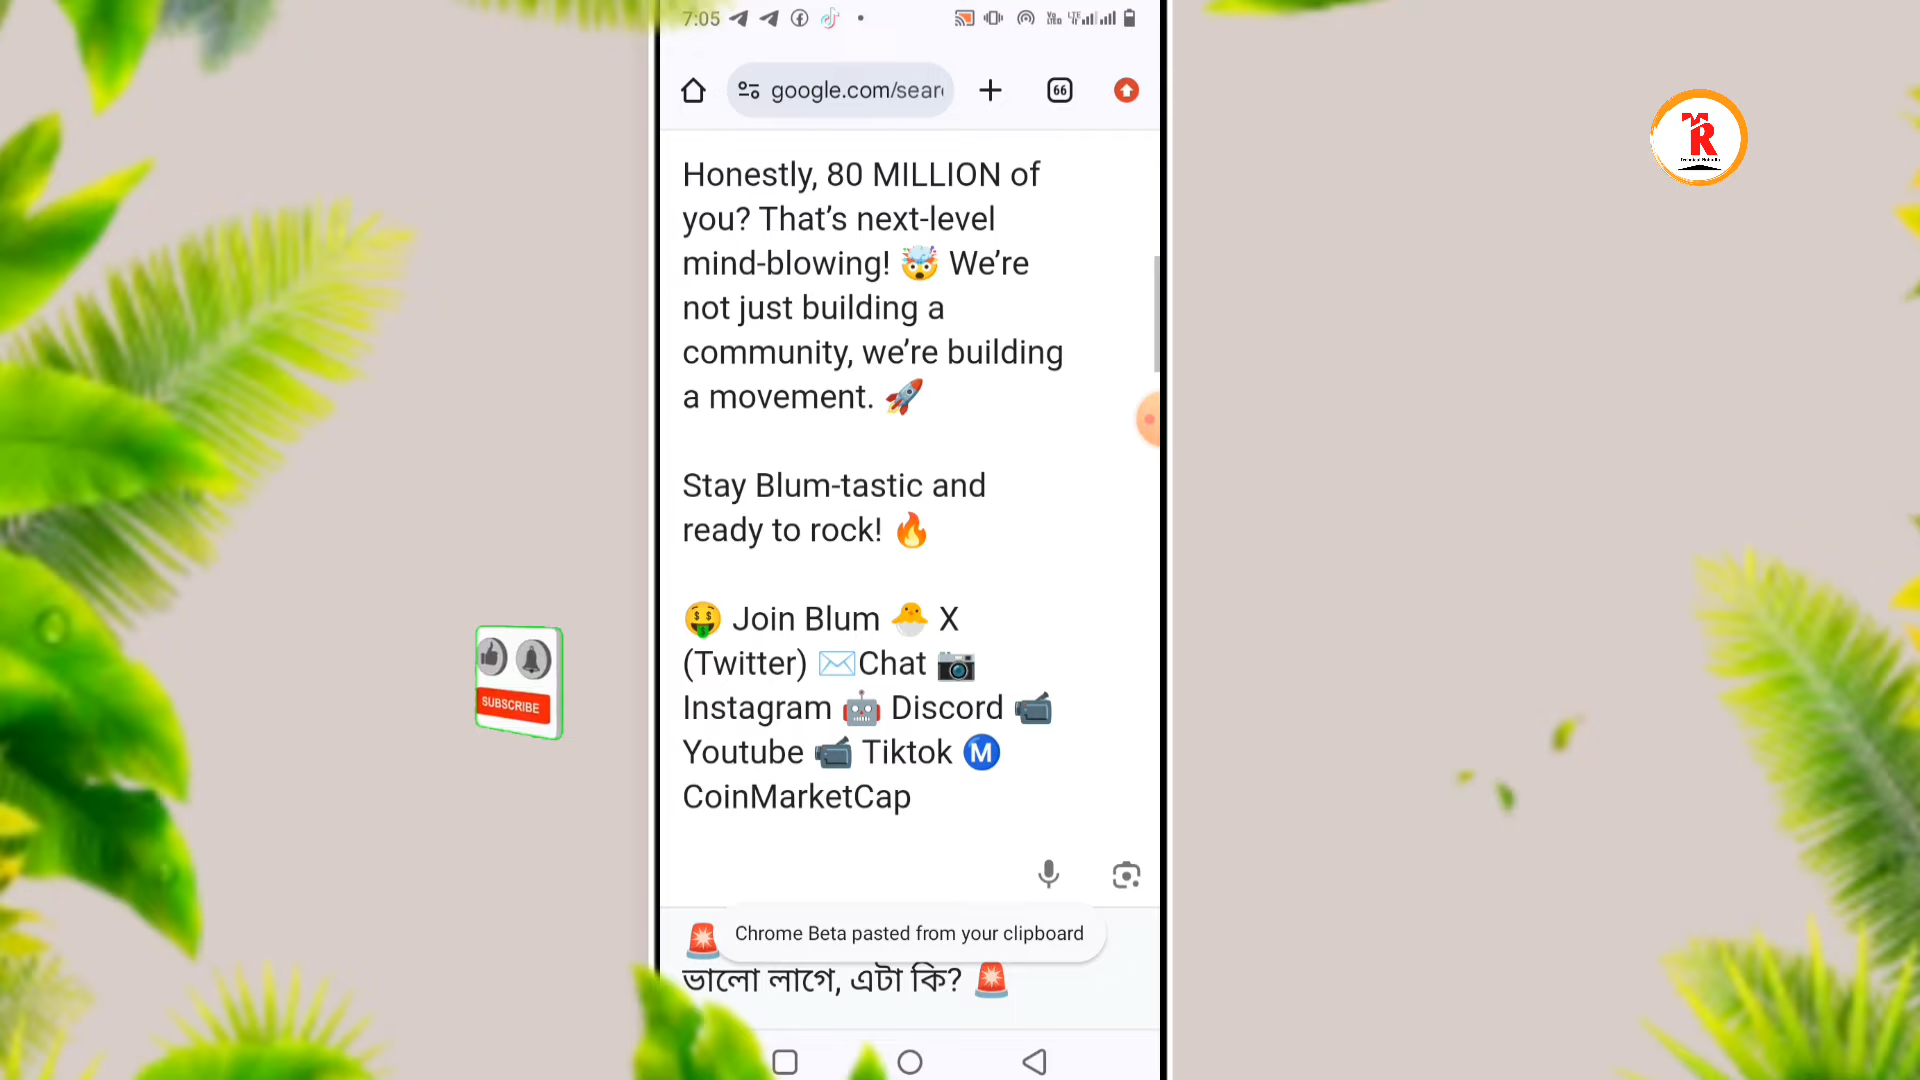 7:05
google.com/sear
66
Honestly, 80 MILLION of
you? That’s next-level
mind-blowing! 🤯 We’re
not just building a
community, we’re building
a movement. 🚀
Stay Blum-tastic and
ready to rock! 🔥
🤑 Join Blum 🐣 X
(Twitter) ✉️Chat 📷
Instagram 🤖 Discord 📹
Youtube 📹 Tiktok Ⓜ️
CoinMarketCap
Chrome Beta pasted from your clipboard
🚨
ভালো লাগে, এটা কি? 🚨
SUBSCRIBE
R